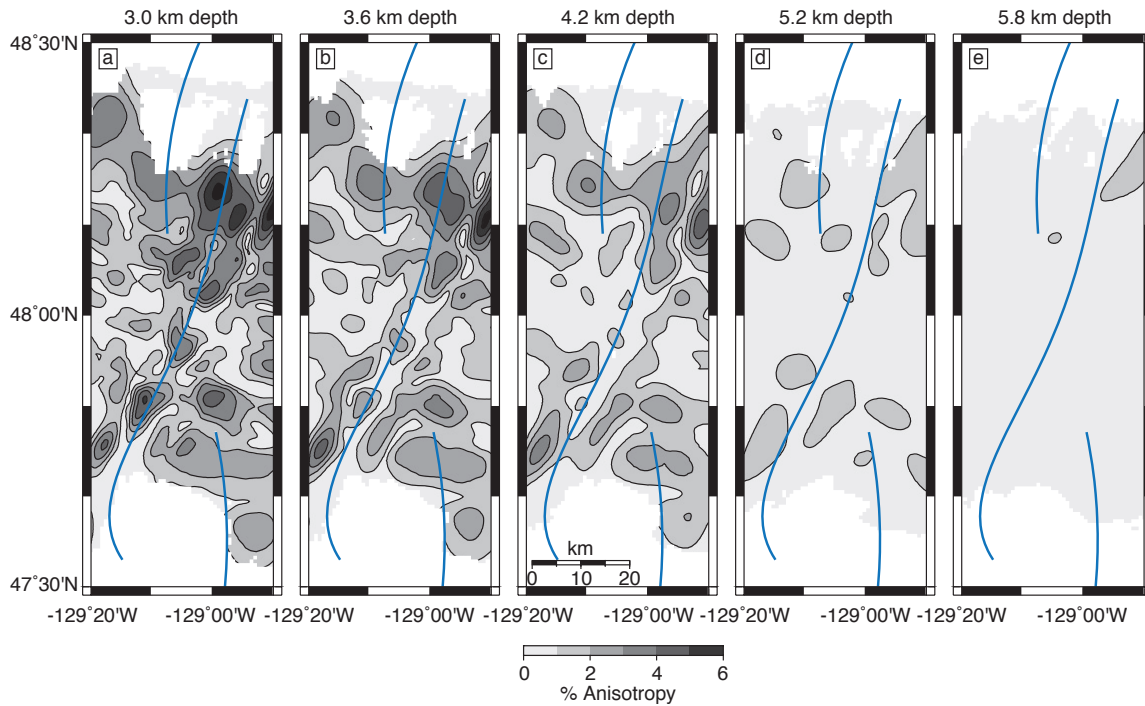 3.0 km depth 3.6 km depth 4.2 km depth 5.2 km depth 5.8 km depth
48˚30'N
a b c d e
48˚00'N
km
0 10 20
47˚30'N
-129 20'W -129 00'W -129 20'W -129 00'W -129 20'W -129 00'W -129 20'W -129 00'W -129 20'W -129 00'W
0 2 4 6
% Anisotropy